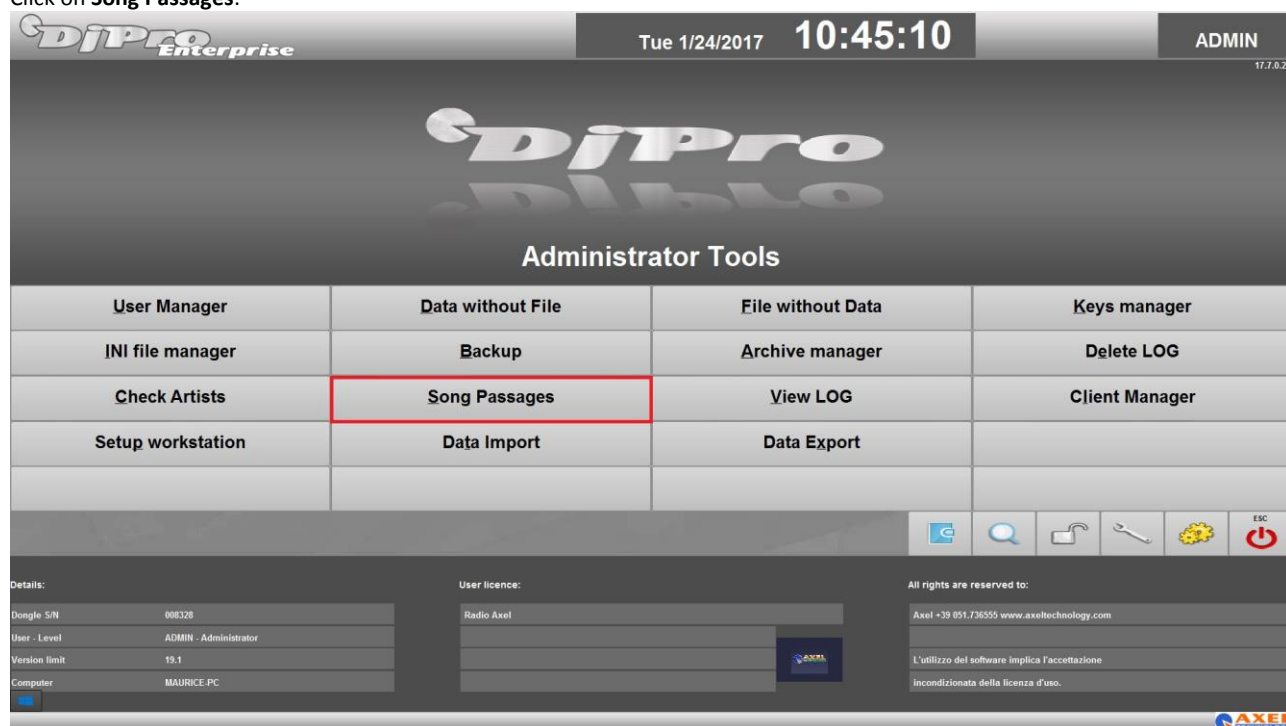 Click on Song Passages.
DJPro Enterprise
Tue 1/24/2017 10:45:10
ADMIN
17.7.0.2
DJPro
Administrator Tools
User Manager Data without File File without Data Keys manager
INI file manager Backup Archive manager Delete LOG
Check Artists Song Passages View LOG Client Manager
Setup workstation Data Import Data Export
ESC
Details: User licence: All rights are reserved to:
Dongle S/N 008328 Radio Axel Axel +39 051.736555 www.axeltechnology.com
User - Level ADMIN - Administrator
Version limit 19.1 L'utilizzo del software implica l'accettazione
Computer MAURICE-PC incondizionata della licenza d'uso.
AXEL
AXEL